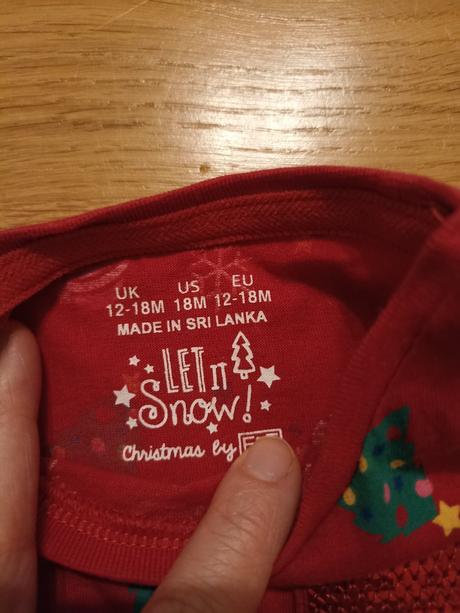 UK US EU
12-18M 18M 12-18M
MADE IN SRI LANKA
LET IT
Snow!
Christmas by